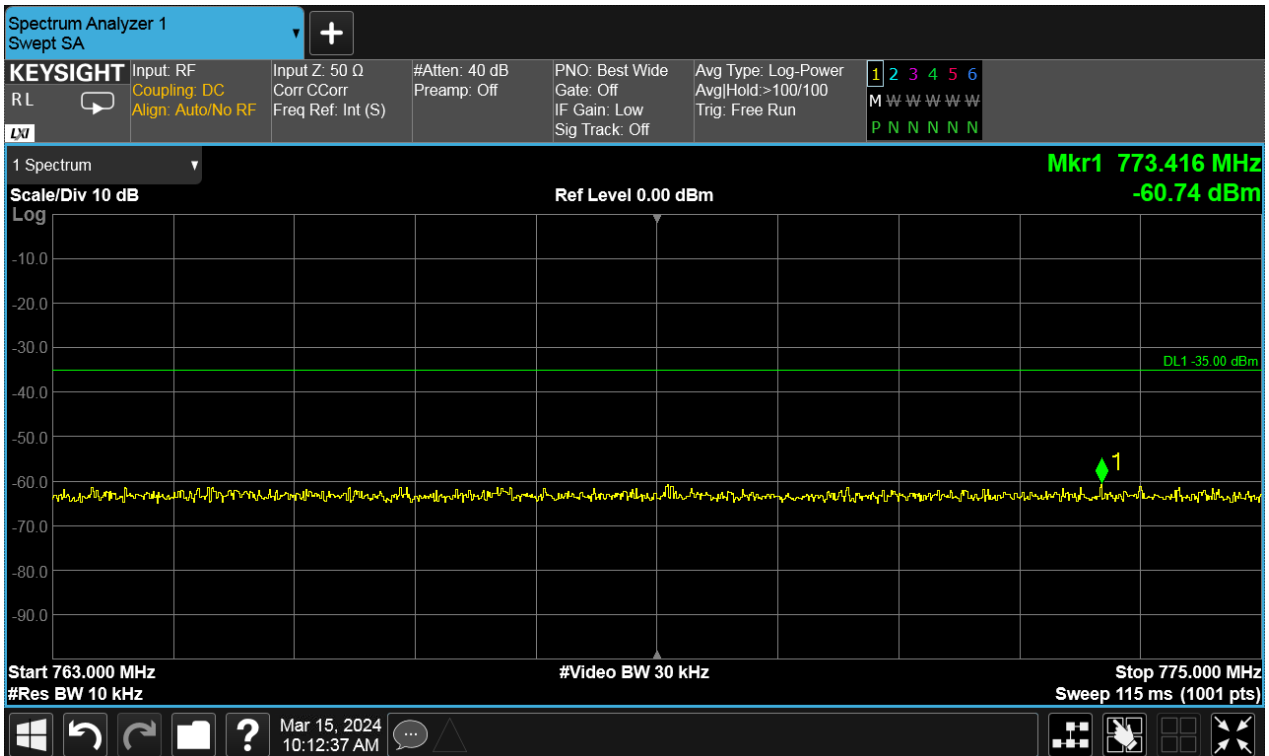 Spectrum Analyzer 1
Swept SA
+
KEYSIGHT
R L
LXI
Input: RF
Coupling: DC
Align: Auto/No RF
Input Z: 50 Ω
Corr CCorr
Freq Ref: Int (S)
#Atten: 40 dB
Preamp: Off
PNO: Best Wide
Gate: Off
IF Gain: Low
Sig Track: Off
Avg Type: Log-Power
Avg|Hold:>100/100
Trig: Free Run
1 2 3 4 5 6
M W W W W W
P N N N N N
1 Spectrum
Mkr1 773.416 MHz
-60.74 dBm
Scale/Div 10 dB
Ref Level 0.00 dBm
Log
-10.0
-20.0
-30.0
DL1 -35.00 dBm
-40.0
-50.0
1
-60.0
-70.0
-80.0
-90.0
Start 763.000 MHz
#Video BW 30 kHz
Stop 775.000 MHz
#Res BW 10 kHz
Sweep 115 ms (1001 pts)
?
Mar 15, 2024
10:12:37 AM